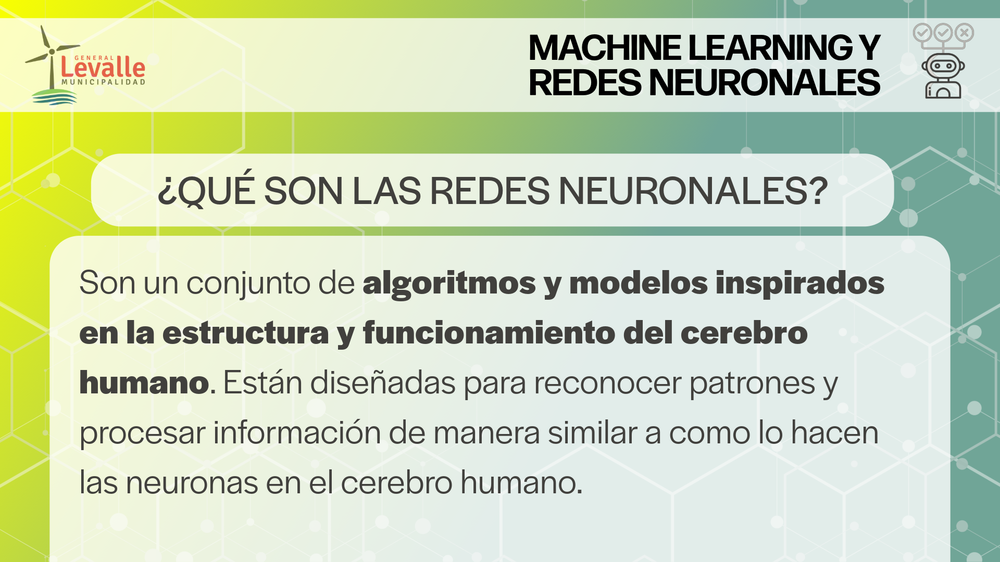 GENERAL
Levalle
MUNICIPALIDAD
MACHINE LEARNING Y
REDES NEURONALES
¿QUÉ SON LAS REDES NEURONALES?
Son un conjunto de algoritmos y modelos inspirados
en la estructura y funcionamiento del cerebro
humano. Están diseñadas para reconocer patrones y
procesar información de manera similar a como lo hacen
las neuronas en el cerebro humano.